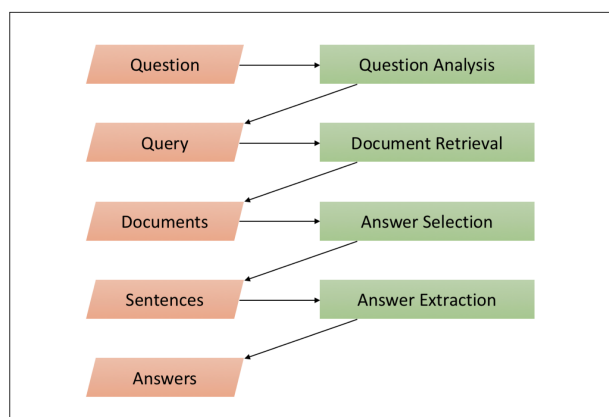 Question
Question Analysis
Query
Document Retrieval
Documents
Answer Selection
Sentences
Answer Extraction
Answers